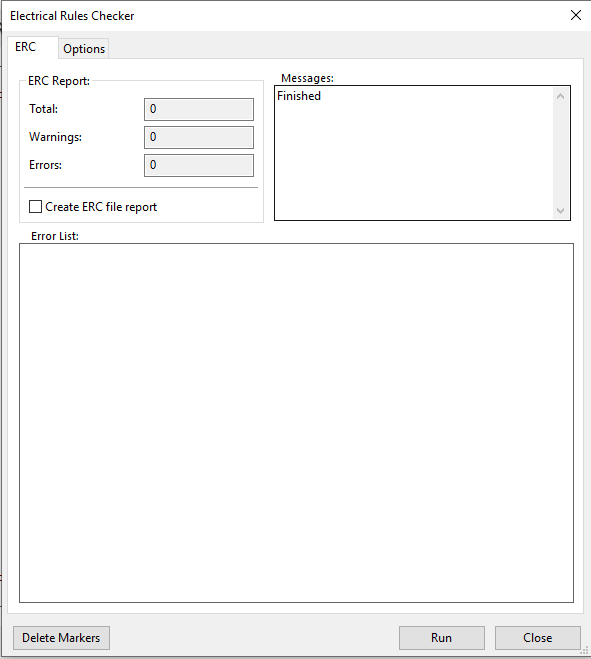 Electrical Rules Checker
ERC
Options
ERC Report:
Total:
0
Warnings:
0
Errors:
0
Create ERC file report
Messages:
Finished
Error List:
Delete Markers
Run
Close